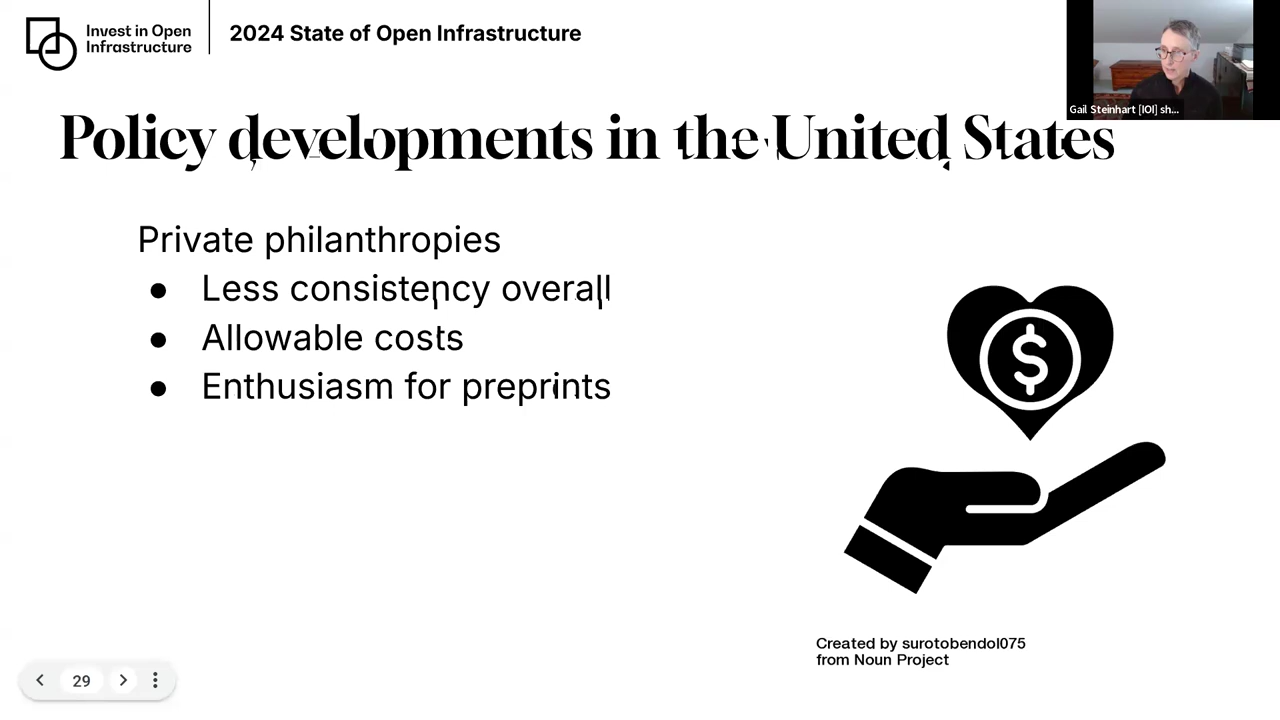 Invest in Open
Infrastructure
2024 State of Open Infrastructure
Gail Steinhart [IOI] sh...
Policy developments in the United States
Private philanthropies
● Less consistency overall
● Allowable costs
● Enthusiasm for preprints
$
Created by surotobendol075
from Noun Project
29